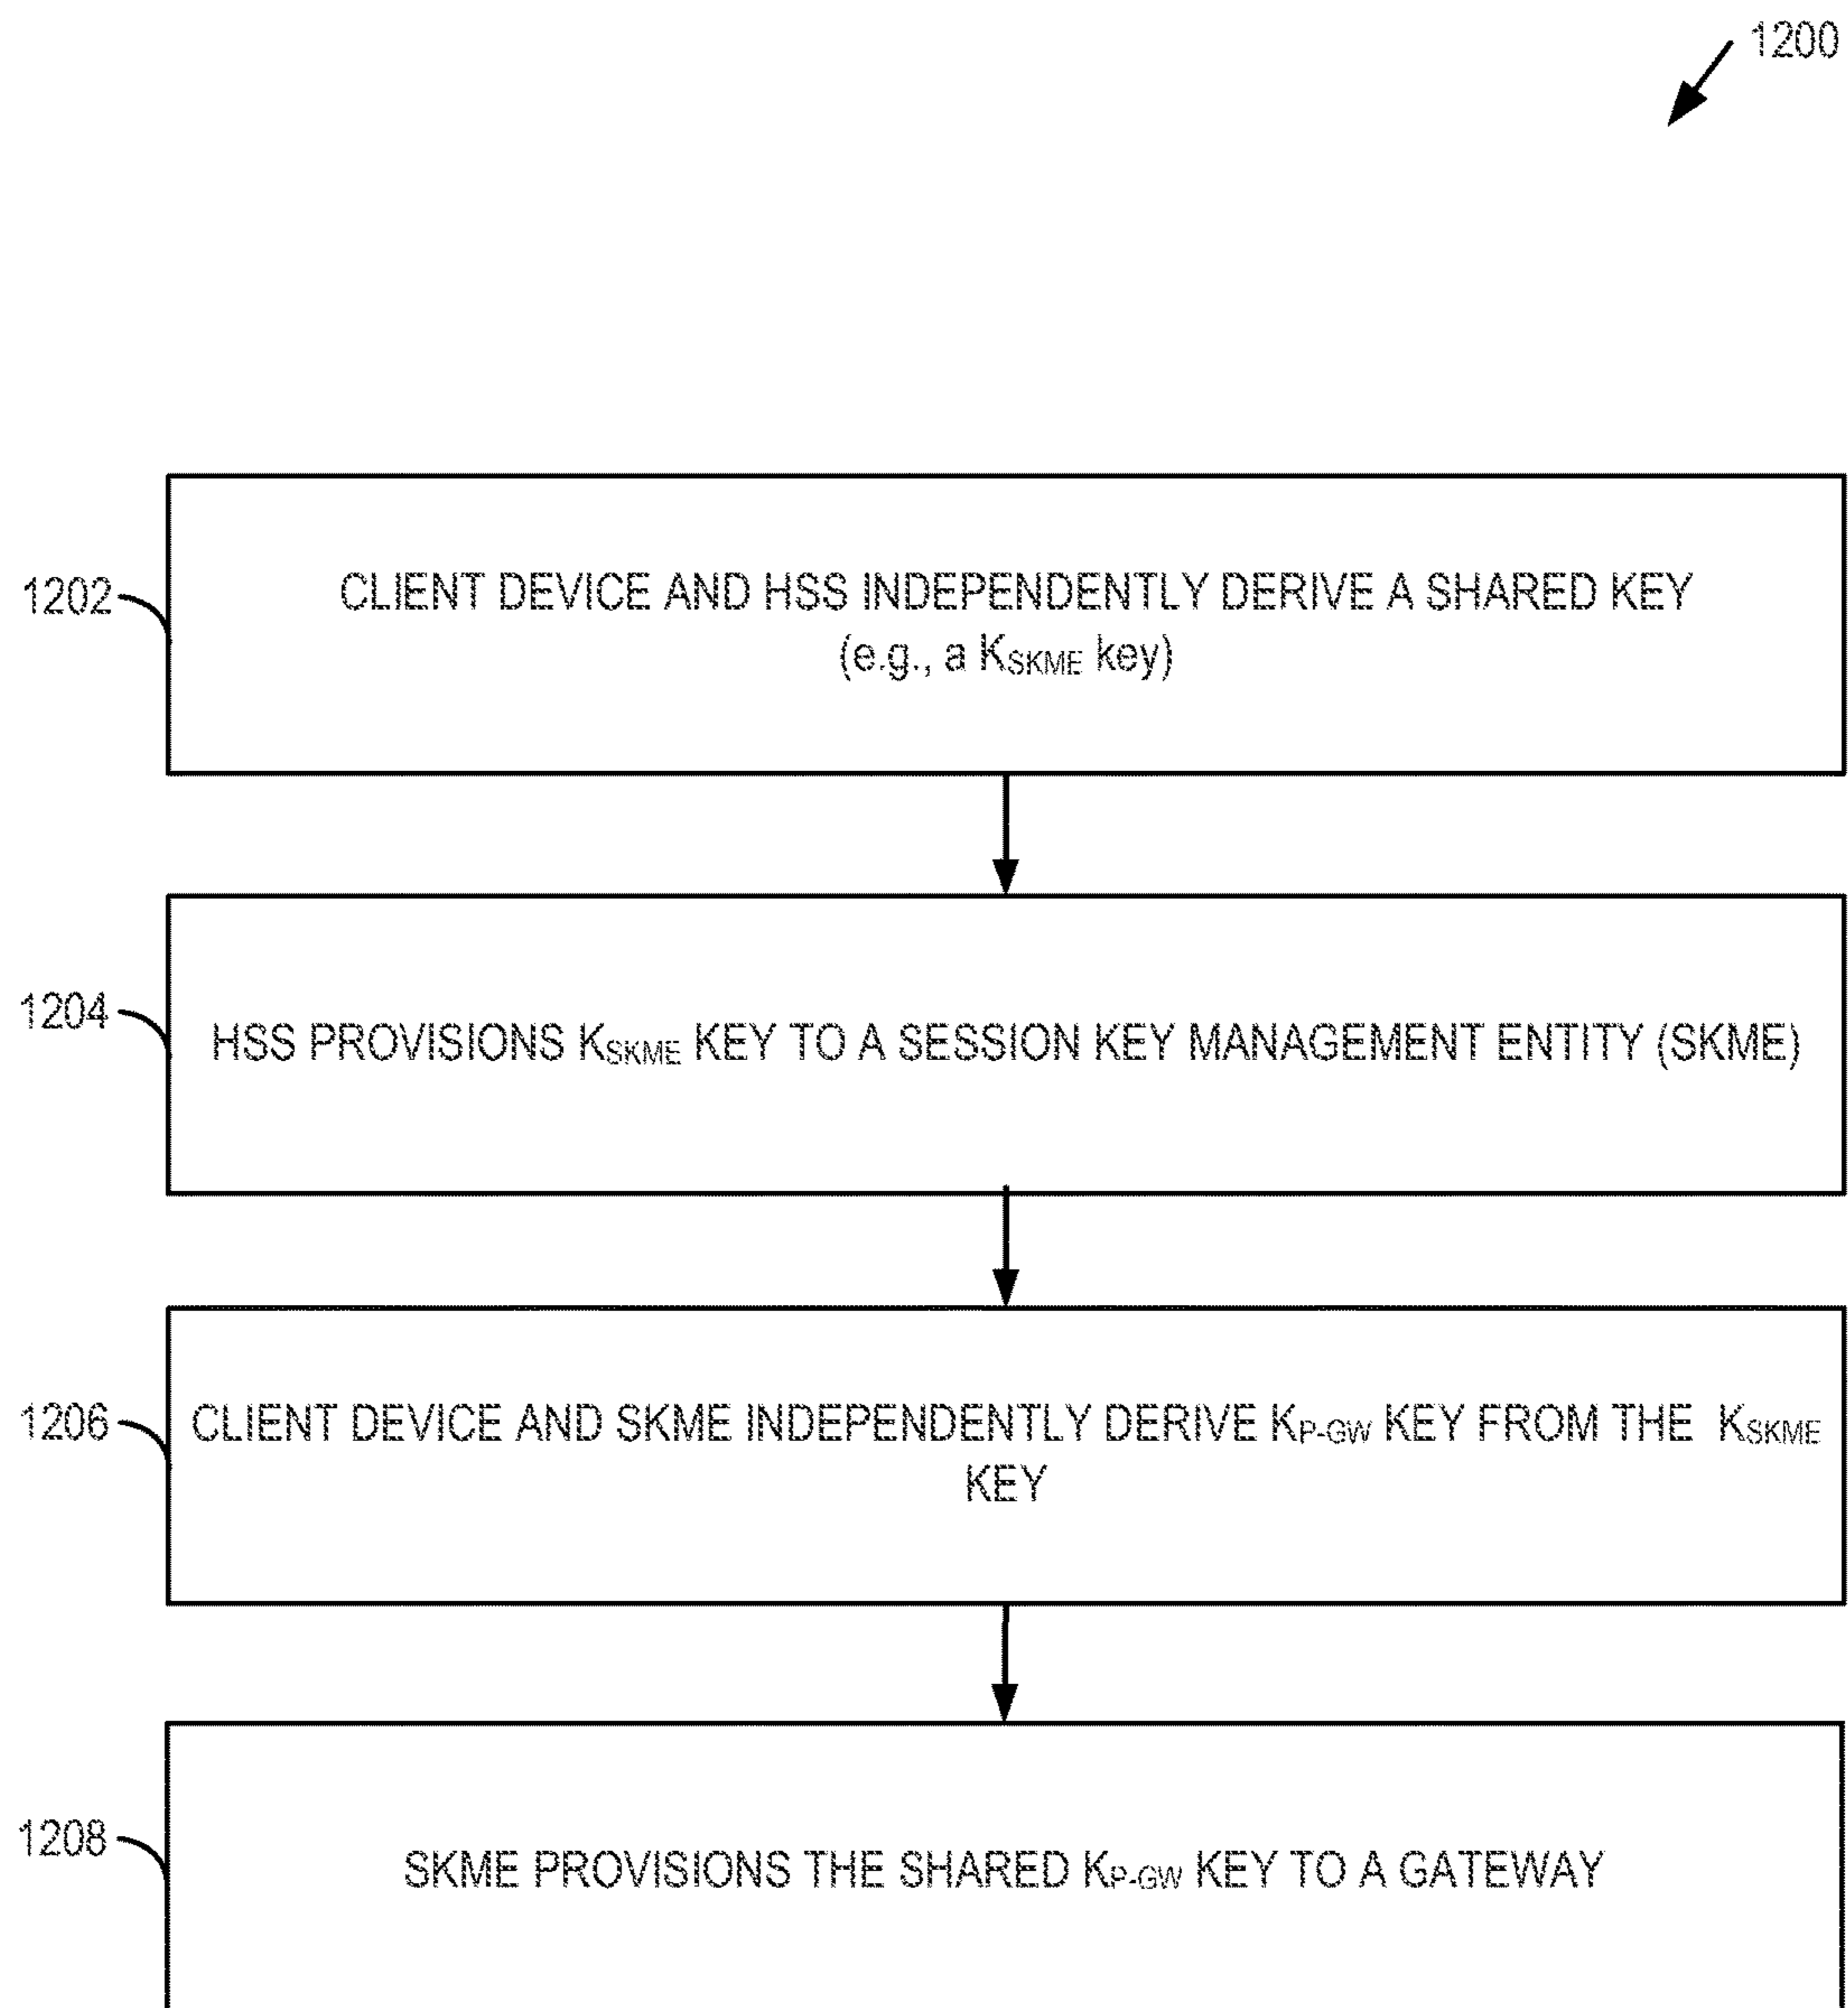 1200
1202
CLIENT DEVICE AND HSS INDEPENDENTLY DERIVE A SHARED KEY
(e.g., a KSKME key)
1204
HSS PROVISIONS KSKME KEY TO A SESSION KEY MANAGEMENT ENTITY (SKME)
1206
CLIENT DEVICE AND SKME INDEPENDENTLY DERIVE KP-GW KEY FROM THE KSKME
KEY
1208
SKME PROVISIONS THE SHARED KP-GW KEY TO A GATEWAY